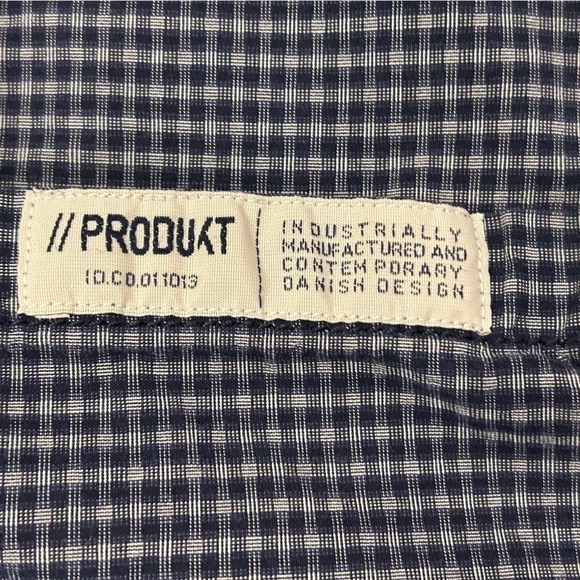 //PRODUKT
ID.CD.011013
INDUSTRIALLY
MANUFACTURED AND
CONTEMPORARY
DANISH DESIGN